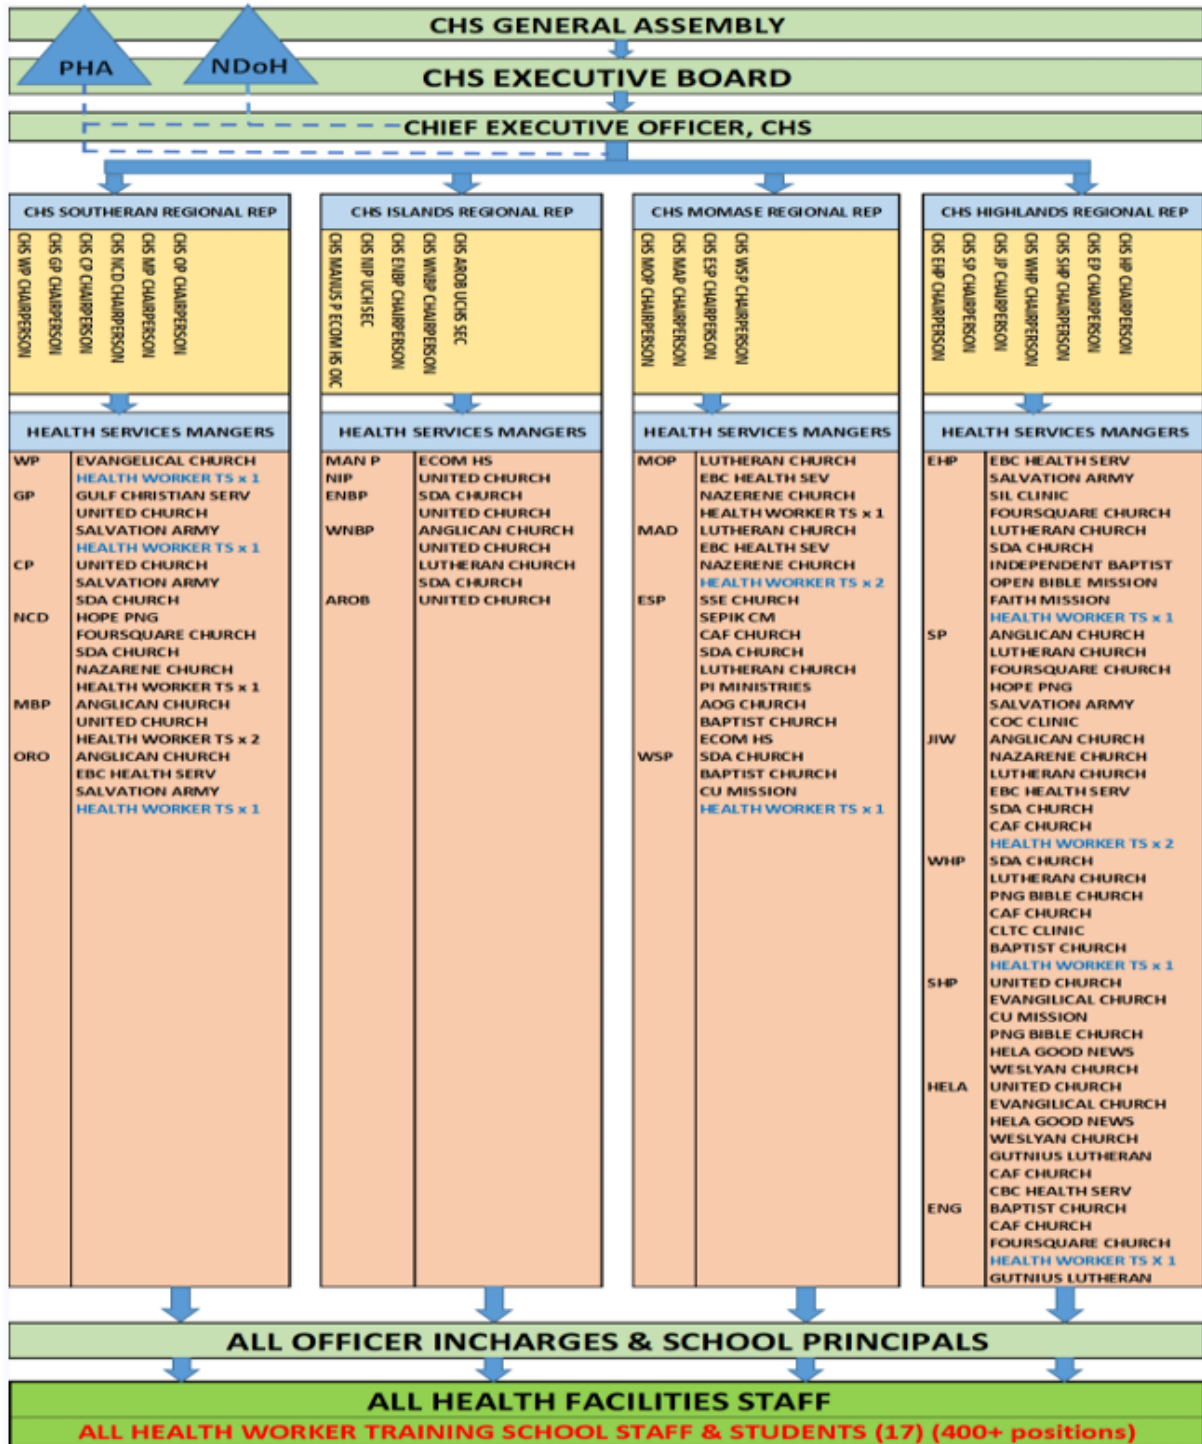 CHS GENERAL ASSEMBLY
PHA
NDoH
CHS EXECUTIVE BOARD
CHIEF EXECUTIVE OFFICER, CHS
CHS SOUTHERAN REGIONAL REP
CHS WP CHAIRPERSON
CHS GP CHAIRPERSON
CHS CP CHAIRPERSON
CHS NCD CHAIRPERSON
CHS MP CHAIRPERSON
CHS OP CHAIRPERSON
HEALTH SERVICES MANGERS
WP EVANGELICAL CHURCH
HEALTH WORKER TS x 1
GP GULF CHRISTIAN SERV
UNITED CHURCH
SALVATION ARMY
HEALTH WORKER TS x 1
CP UNITED CHURCH
SALVATION ARMY
SDA CHURCH
NCD HOPE PNG
FOURSQUARE CHURCH
SDA CHURCH
NAZARENE CHURCH
HEALTH WORKER TS x 1
MBP ANGLICAN CHURCH
UNITED CHURCH
HEALTH WORKER TS x 2
ORO ANGLICAN CHURCH
EBC HEALTH SERV
SALVATION ARMY
HEALTH WORKER TS x 1
CHS ISLANDS REGIONAL REP
CHS MANUS P ECOM HS OIC
CHS NIP UCH SEC
CHS ENBP CHAIRPERSON
CHS WNBP CHAIRPERSON
CHS AROB UCHS SEC
HEALTH SERVICES MANGERS
MAN P ECOM HS
NIP UNITED CHURCH
ENBP SDA CHURCH
UNITED CHURCH
WNBP ANGLICAN CHURCH
UNITED CHURCH
LUTHERAN CHURCH
SDA CHURCH
AROB UNITED CHURCH
CHS MOMASE REGIONAL REP
CHS MOP CHAIRPERSON
CHS MAP CHAIRPERSON
CHS ESP CHAIRPERSON
CHS WSP CHAIRPERSON
HEALTH SERVICES MANGERS
MOP LUTHERAN CHURCH
EBC HEALTH SEV
NAZERENE CHURCH
HEALTH WORKER TS x 1
MAD LUTHERAN CHURCH
EBC HEALTH SEV
NAZERENE CHURCH
HEALTH WORKER TS x 2
ESP SSE CHURCH
SEPIK CM
CAF CHURCH
SDA CHURCH
LUTHERAN CHURCH
PI MINISTRIES
AOG CHURCH
BAPTIST CHURCH
ECOM HS
WSP SDA CHURCH
BAPTIST CHURCH
CU MISSION
HEALTH WORKER TS x 1
CHS HIGHLANDS REGIONAL REP
CHS EHP CHAIRPERSON
CHS SP CHAIRPERSON
CHS JP CHAIRPERSON
CHS WHP CHAIRPERSON
CHS SHP CHAIRPERSON
CHS EP CHAIRPERSON
CHS HP CHAIRPERSON
HEALTH SERVICES MANGERS
EHP EBC HEALTH SERV
SALVATION ARMY
SIL CLINIC
FOURSQUARE CHURCH
LUTHERAN CHURCH
SDA CHURCH
INDEPENDENT BAPTIST
OPEN BIBLE MISSION
FAITH MISSION
HEALTH WORKER TS x 1
SP ANGLICAN CHURCH
LUTHERAN CHURCH
FOURSQUARE CHURCH
HOPE PNG
SALVATION ARMY
COC CLINIC
JIW ANGLICAN CHURCH
NAZARENE CHURCH
LUTHERAN CHURCH
EBC HEALTH SERV
SDA CHURCH
CAF CHURCH
HEALTH WORKER TS x 2
WHP SDA CHURCH
LUTHERAN CHURCH
PNG BIBLE CHURCH
CAF CHURCH
CLTC CLINIC
BAPTIST CHURCH
HEALTH WORKER TS x 1
SHP UNITED CHURCH
EVANGILICAL CHURCH
CU MISSION
PNG BIBLE CHURCH
HELA GOOD NEWS
WESLYAN CHURCH
HELA UNITED CHURCH
EVANGILICAL CHURCH
HELA GOOD NEWS
WESLYAN CHURCH
GUTNIUS LUTHERAN
CAF CHURCH
CBC HEALTH SERV
ENG BAPTIST CHURCH
CAF CHURCH
FOURSQUARE CHURCH
HEALTH WORKER TS X 1
GUTNIUS LUTHERAN
ALL OFFICER INCHARGES & SCHOOL PRINCIPALS
ALL HEALTH FACILITIES STAFF
ALL HEALTH WORKER TRAINING SCHOOL STAFF & STUDENTS (17) (400+ positions)